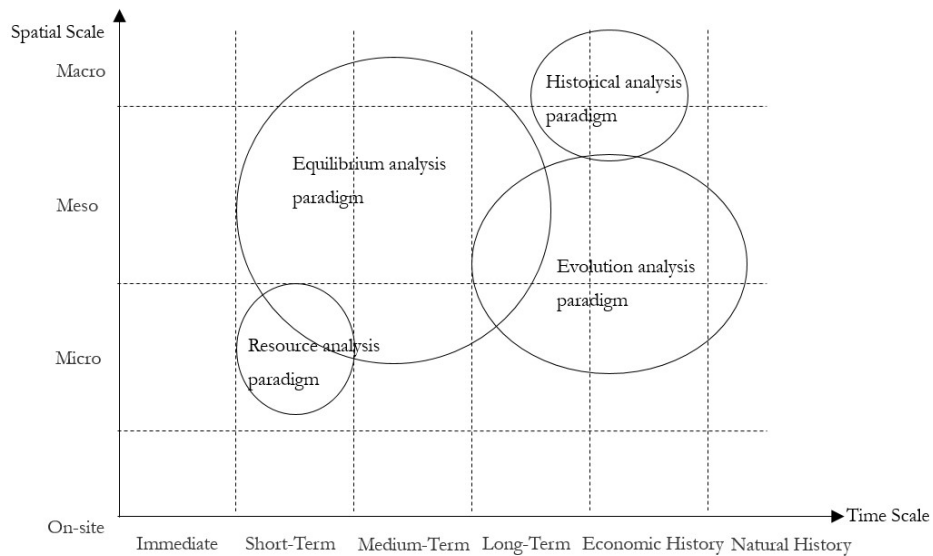 Spatial Scale
Macro
Historical analysis
paradigm
Equilibrium analysis
paradigm
Meso
Evolution analysis
paradigm
Micro
Resource analysis
paradigm
On-site
Time Scale
Immediate
Short-Term
Medium-Term
Long-Term
Economic History
Natural History